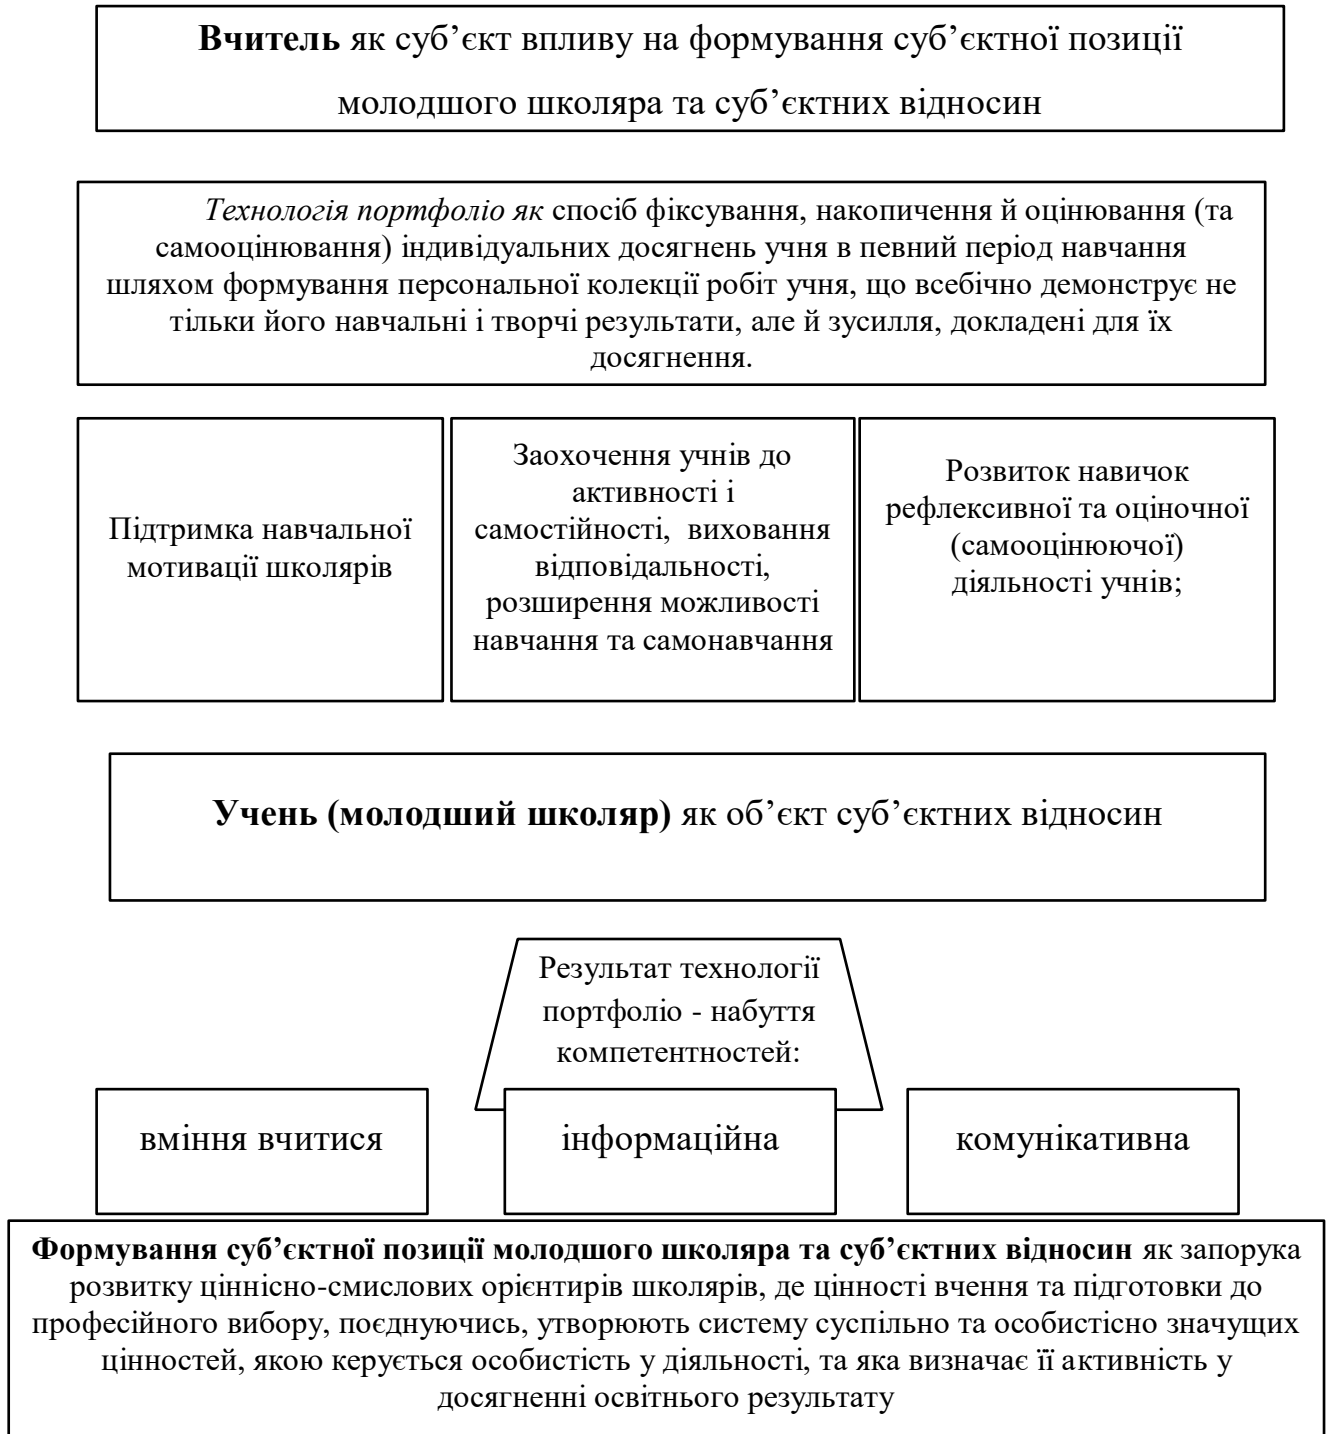 Вчитель як суб’єкт впливу на формування суб’єктної позиції
молодшого школяра та суб’єктних відносин
Технологія портфоліо як спосіб фіксування, накопичення й оцінювання (та
самооцінювання) індивідуальних досягнень учня в певний період навчання
шляхом формування персональної колекції робіт учня, що всебічно демонструє не
тільки його навчальні і творчі результати, але й зусилля, докладені для їх
досягнення.
Підтримка навчальної
мотивації школярів
Заохочення учнів до
активності і
самостійності, виховання
відповідальності,
розширення можливості
навчання та самонавчання
Розвиток навичок
рефлексивної та оціночної
(самооцінюючої)
діяльності учнів;
Учень (молодший школяр) як об’єкт суб’єктних відносин
Результат технології
портфоліо - набуття
компетентностей:
вміння вчитися
інформаційна
комунікативна
Формування суб’єктної позиції молодшого школяра та суб’єктних відносин як запорука
розвитку ціннісно-смислових орієнтирів школярів, де цінності вчення та підготовки до
професійного вибору, поєднуючись, утворюють систему суспільно та особистісно значущих
цінностей, якою керується особистість у діяльності, та яка визначає її активність у
досягненні освітнього результату